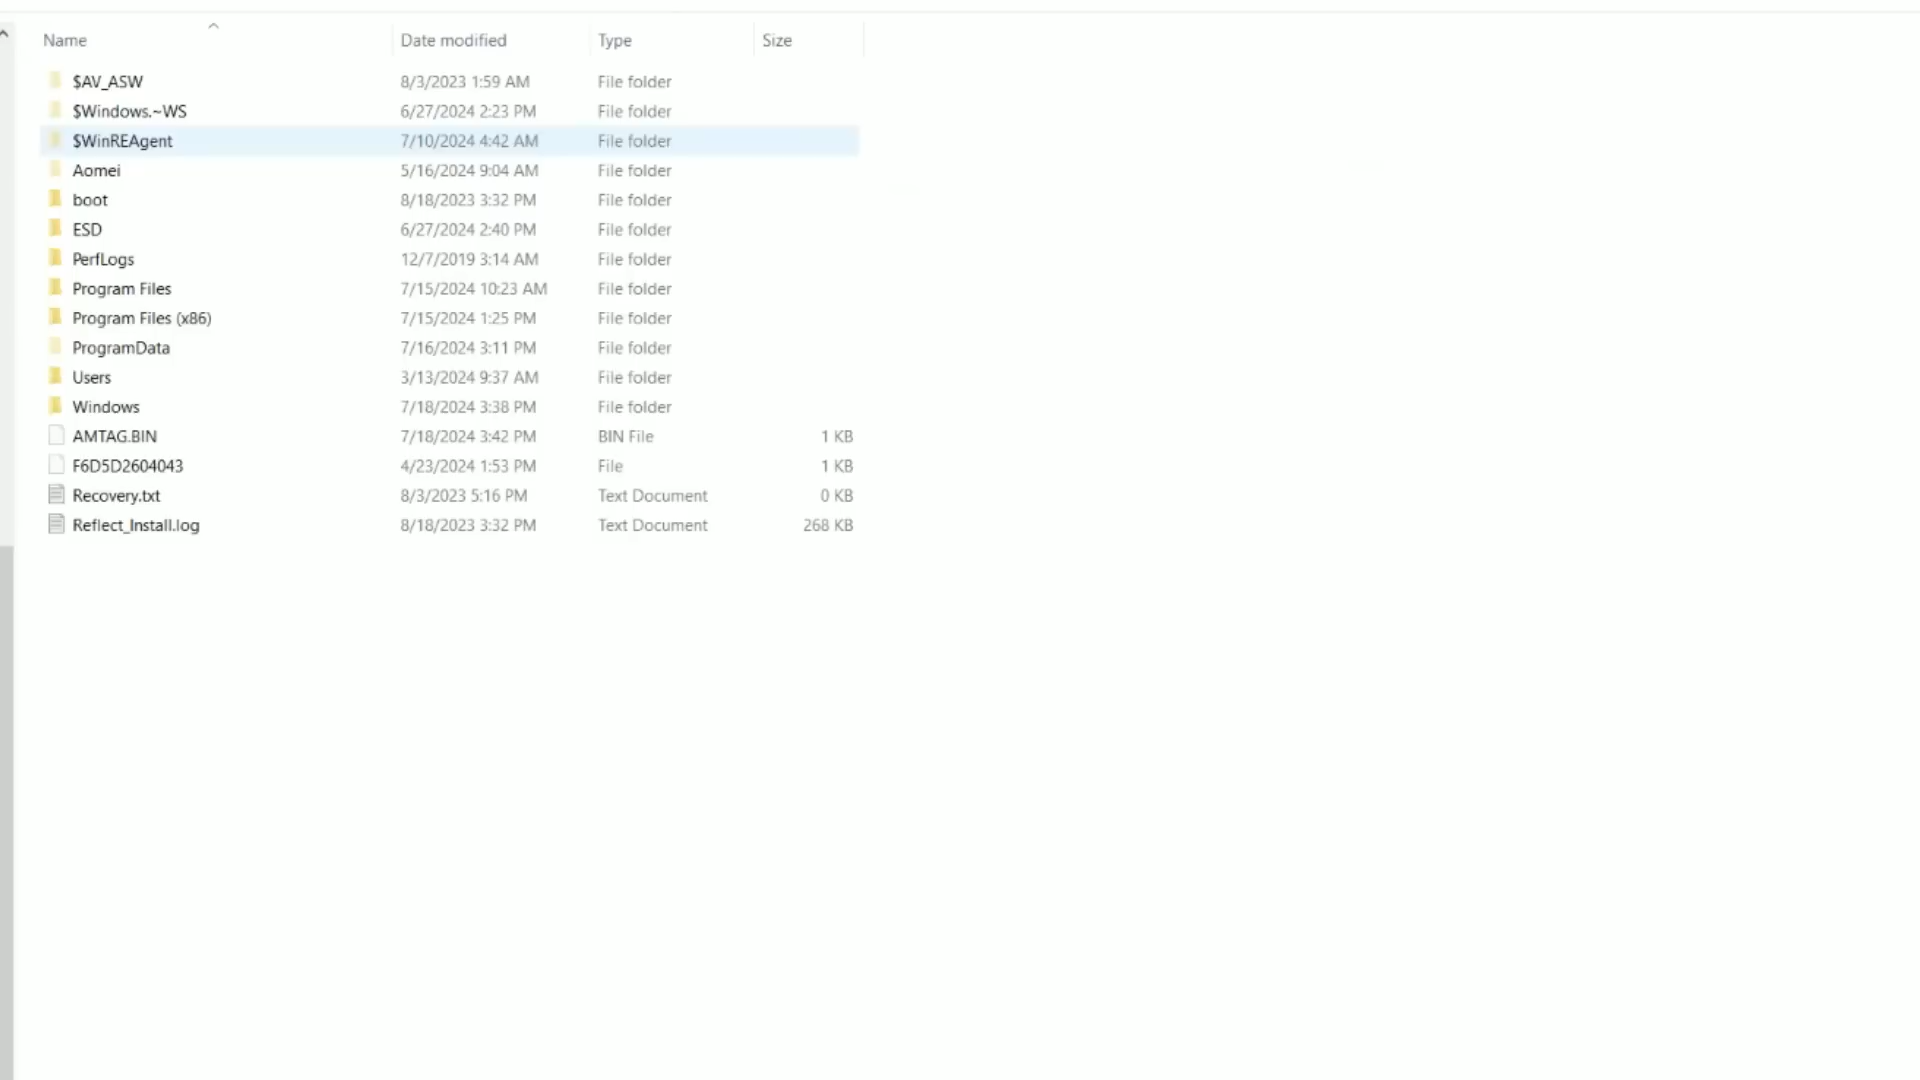 Name Date modified Type Size
$AV_ASW 8/3/2023 1:59 AM File folder
$Windows.~WS 6/27/2024 2:23 PM File folder
$WinREAgent 7/10/2024 4:42 AM File folder
Aomei 5/16/2024 9:04 AM File folder
boot 8/18/2023 3:32 PM File folder
ESD 6/27/2024 2:40 PM File folder
PerfLogs 12/7/2019 3:14 AM File folder
Program Files 7/15/2024 10:23 AM File folder
Program Files (x86) 7/15/2024 1:25 PM File folder
ProgramData 7/16/2024 3:11 PM File folder
Users 3/13/2024 9:37 AM File folder
Windows 7/18/2024 3:38 PM File folder
AMTAG.BIN 7/18/2024 3:42 PM BIN File 1 KB
F6D5D2604043 4/23/2024 1:53 PM File 1 KB
Recovery.txt 8/3/2023 5:16 PM Text Document 0 KB
Reflect_Install.log 8/18/2023 3:32 PM Text Document 268 KB